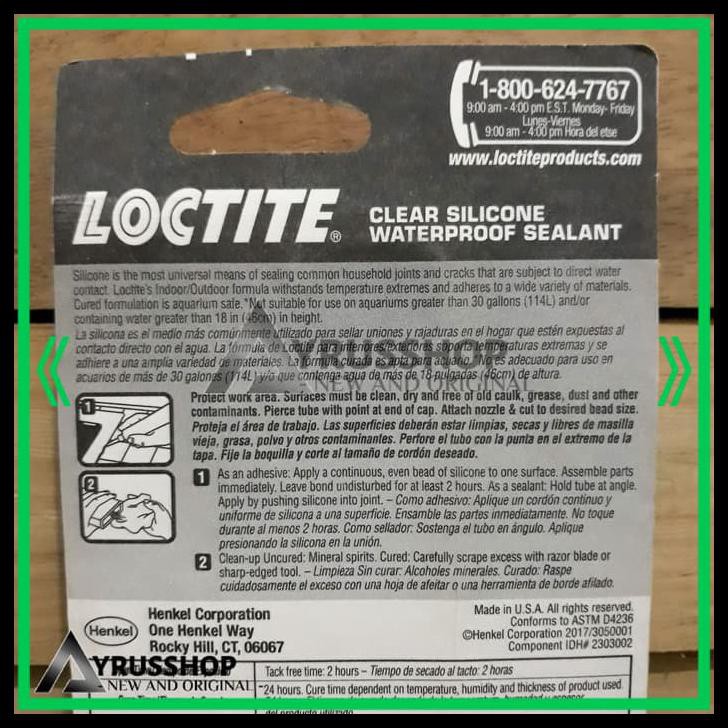 1-800-624-7767
9:00 am - 4:00 pm E.S.T. Monday- Friday
Lunes-Viernes
9:00 am - 4:00 pm Hora del etse
www.loctiteproducts.com
LOCTITE®
CLEAR SILICONE
WATERPROOF SEALANT
Silicone is the most universal means of sealing common household joints and cracks that are subject to direct water
contact. Loctite's Indoor/Outdoor formula withstands temperature extremes and adheres to a wide variety of materials.
Cured formulation is aquarium safe.* Not suitable for use on aquariums greater than 30 gallons (114L) and/or
containing water greater than 18 in (46cm) in height.
La silicona es el medio más comúnmente utilizado para sellar uniones y rajaduras en el hogar que estén expuestas al
contacto directo con el agua. La fórmula de Loctite para interiores/exteriores soporta temperaturas extremas y se
adhiere a una amplia variedad de materiales. La fórmula curada es apta para acuario. No es adecuado para uso en
acuarios de más de 30 galones (114L) y/o que contenga agua de más de 18 pulgadas (46cm) de altura.
AYRUSSHOP
NEW AND ORIGINAL
1
Protect work area. Surfaces must be clean, dry and free of old caulk, grease, dust and other
contaminants. Pierce tube with point at end of cap. Attach nozzle & cut to desired bead size.
Proteja el área de trabajo. Las superficies deberán estar limpias, secas y libres de masilla
vieja, grasa, polvo y otros contaminantes. Perfore el tubo con la punta en el extremo de la
tapa. Fije la boquilla y corte al tamaño de cordón deseado.
2
1 As an adhesive: Apply a continuous, even bead of silicone to one surface. Assemble parts
immediately. Leave bond undisturbed for at least 2 hours. As a sealant: Hold tube at angle.
Apply by pushing silicone into joint. – Como adhesivo: Aplique un cordón continuo y
uniforme de silicona a una superficie. Ensamble las partes inmediatamente. No toque
durante al menos 2 horas. Como sellador: Sostenga el tubo en ángulo. Aplique
presionando la silicona en la unión.
2 Clean-up Uncured: Mineral spirits. Cured: Carefully scrape excess with razor blade or
sharp-edged tool. – Limpieza Sin curar: Alcoholes minerales. Curado: Raspe
cuidadosamente el exceso con una hoja de afeitar o una herramienta de borde afilado.
Henkel
Henkel Corporation
One Henkel Way
Rocky Hill, CT, 06067
Made in U.S.A. All rights reserved.
Conforms to ASTM D4236
©Henkel Corporation 2017/3050001
Component IDH# 2303002
AYRUSSHOP
NEW AND ORIGINAL
Tack free time: 2 hours – Tiempo de secado al tacto: 2 horas
24 hours. Cure time dependent on temperature, humidity and thickness of product used.